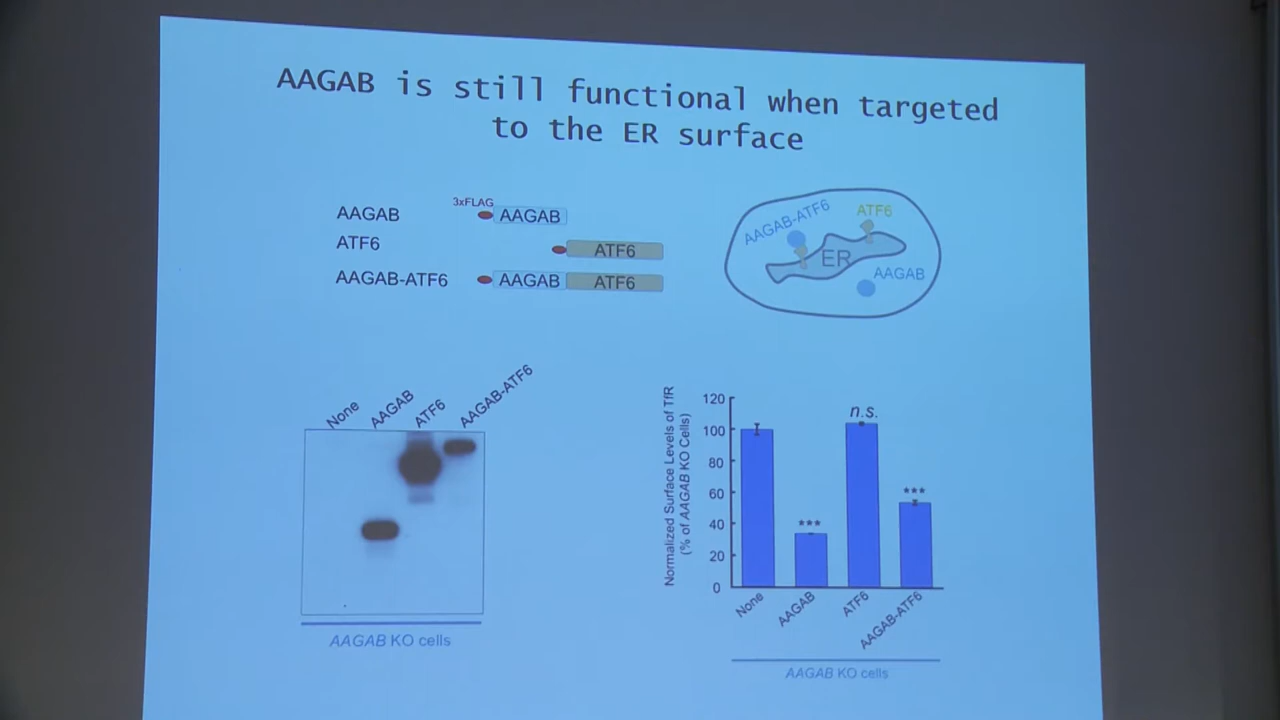 AAGAB is still functional when targeted
to the ER surface
3xFLAG
AAGAB AAGAB
ATF6 ATF6
AAGAB-ATF6 AAGAB ATF6
AAGAB-ATF6
ATF6
ER
AAGAB
None
AAGAB
ATF6
AAGAB-ATF6
AAGAB KO cells
Normalized Surface Levels of TfR
(% of AAGAB KO Cells)
120
100
80
60
40
20
0
n.s.
***
***
None
AAGAB
ATF6
AAGAB-ATF6
AAGAB KO cells